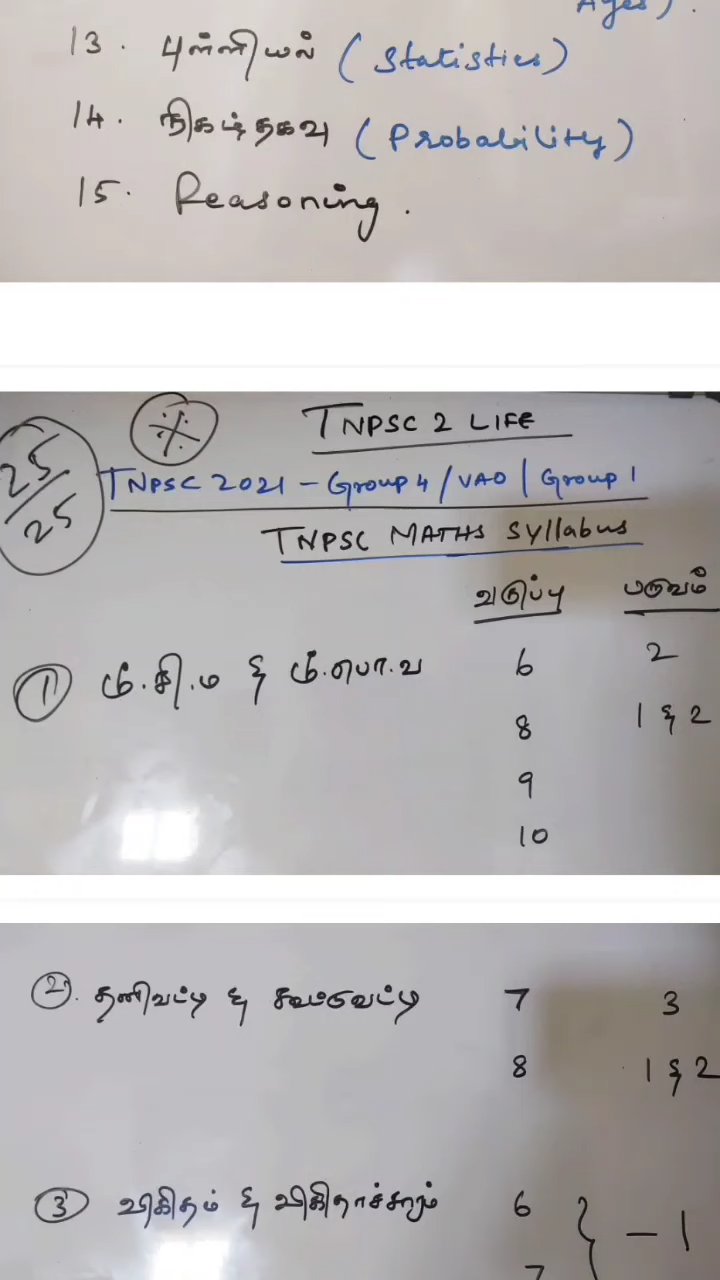 Ages).
13. புள்ளியல் (Statistics)
14. நிகழ்தகவு (Probability)
15. Reasoning.
25/25
TNPSC 2 LIFE
TNPSC 2021 - Group 4 / VAO | Group 1
TNPSC MATHS Syllabus
வகுப்பு பருவம்
① மீ.சி.ம & மீ.பொ.வ 6 2
8 1 & 2
9
10
②. தனிவட்டி & கூட்டுவட்டி 7 3
8 1 & 2
③ விகிதம் & விகிதாச்சாரம் 6 } - 1
7